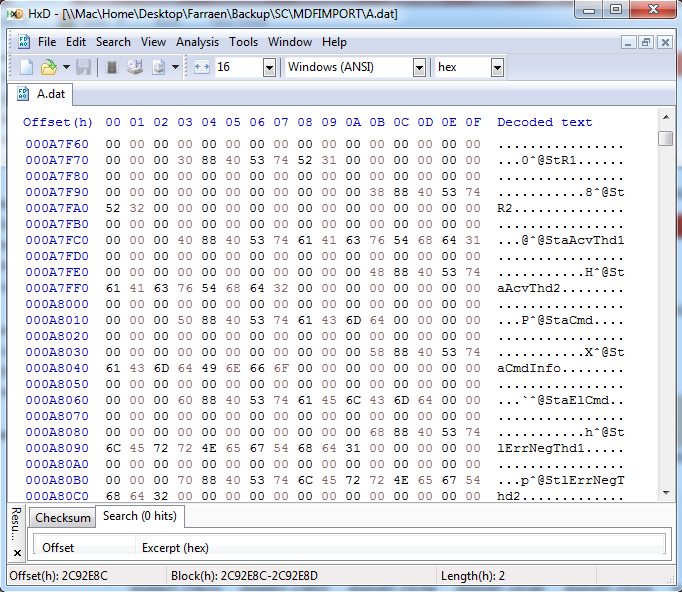 HxD - [\\Mac\Home\Desktop\Farraen\Backup\SC\MDFIMPORT\A.dat]
File Edit Search View Analysis Tools Window Help
16 Windows (ANSI) hex
A.dat
Offset(h) 00 01 02 03 04 05 06 07 08 09 0A 0B 0C 0D 0E 0F Decoded text
000A7F60 00 00 00 00 00 00 00 00 00 00 00 00 00 00 00 00 ................
000A7F70 00 00 00 30 88 40 53 74 52 31 00 00 00 00 00 00 ...0ˆ@StR1......
000A7F80 00 00 00 00 00 00 00 00 00 00 00 00 00 00 00 00 ................
000A7F90 00 00 00 00 00 00 00 00 00 00 00 38 88 40 53 74 ...........8ˆ@St
000A7FA0 52 32 00 00 00 00 00 00 00 00 00 00 00 00 00 00 R2..............
000A7FB0 00 00 00 00 00 00 00 00 00 00 00 00 00 00 00 00 ................
000A7FC0 00 00 00 40 88 40 53 74 61 41 63 76 54 68 64 31 ...@ˆ@StaAcvThd1
000A7FD0 00 00 00 00 00 00 00 00 00 00 00 00 00 00 00 00 ................
000A7FE0 00 00 00 00 00 00 00 00 00 00 00 48 88 40 53 74 ...........Hˆ@St
000A7FF0 61 41 63 76 54 68 64 32 00 00 00 00 00 00 00 00 aAcvThd2........
000A8000 00 00 00 00 00 00 00 00 00 00 00 00 00 00 00 00 ................
000A8010 00 00 00 50 88 40 53 74 61 43 6D 64 00 00 00 00 ...Pˆ@StaCmd....
000A8020 00 00 00 00 00 00 00 00 00 00 00 00 00 00 00 00 ................
000A8030 00 00 00 00 00 00 00 00 00 00 00 58 88 40 53 74 ...........Xˆ@St
000A8040 61 43 6D 64 49 6E 66 6F 00 00 00 00 00 00 00 00 aCmdInfo........
000A8050 00 00 00 00 00 00 00 00 00 00 00 00 00 00 00 00 ................
000A8060 00 00 00 60 88 40 53 74 61 45 6C 43 6D 64 00 00 ...`ˆ@StaElCmd..
000A8070 00 00 00 00 00 00 00 00 00 00 00 00 00 00 00 00 ................
000A8080 00 00 00 00 00 00 00 00 00 00 00 68 88 40 53 74 ...........hˆ@St
000A8090 6C 45 72 72 4E 65 67 54 68 64 31 00 00 00 00 00 lErrNegThd1.....
000A80A0 00 00 00 00 00 00 00 00 00 00 00 00 00 00 00 00 ................
000A80B0 00 00 00 70 88 40 53 74 6C 45 72 72 4E 65 67 54 ...pˆ@StlErrNegT
000A80C0 68 64 32 00 00 00 00 00 00 00 00 00 00 00 00 00 hd2.............
Resu...
Checksum Search (0 hits)
Offset Excerpt (hex)
Offset(h): 2C92E8C Block(h): 2C92E8C-2C92E8D Length(h): 2